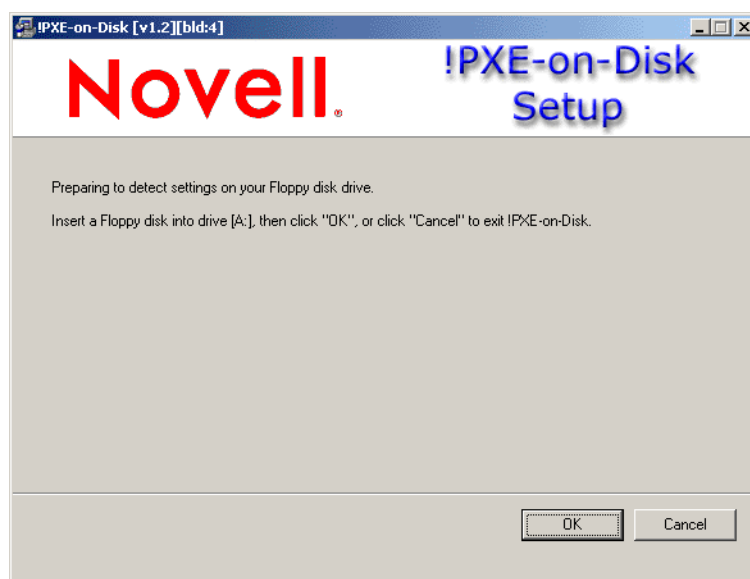 !PXE-on-Disk [v1.2][bld:4]
Novell®
!PXE-on-Disk
Setup
Preparing to detect settings on your Floppy disk drive.
Insert a Floppy disk into drive [A:], then click "OK", or click "Cancel" to exit !PXE-on-Disk.
OK
Cancel